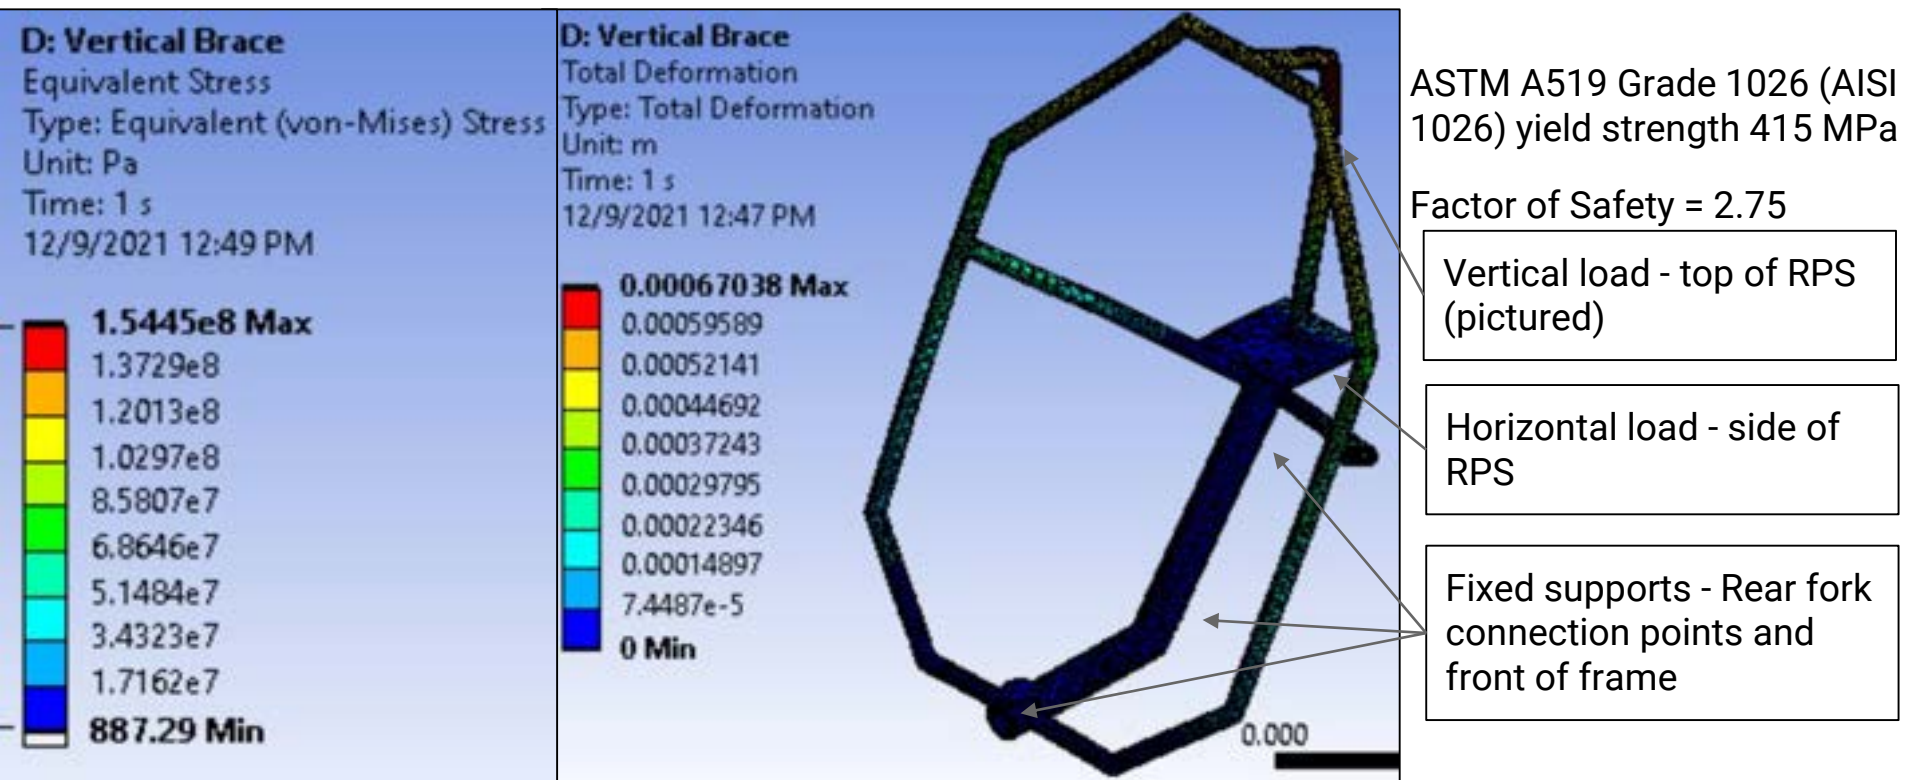 D: Vertical Brace
Equivalent Stress
Type: Equivalent (von-Mises) Stress
Unit: Pa
Time: 1 s
12/9/2021 12:49 PM
1.5445e8 Max
1.3729e8
1.2013e8
1.0297e8
8.5807e7
6.8646e7
5.1484e7
3.4323e7
1.7162e7
887.29 Min
D: Vertical Brace
Total Deformation
Type: Total Deformation
Unit: m
Time: 1 s
12/9/2021 12:47 PM
0.00067038 Max
0.00059589
0.00052141
0.00044692
0.00037243
0.00029795
0.00022346
0.00014897
7.4487e-5
0 Min
0.000
ASTM A519 Grade 1026 (AISI
1026) yield strength 415 MPa
Factor of Safety = 2.75
Vertical load - top of RPS
(pictured)
Horizontal load - side of
RPS
Fixed supports - Rear fork
connection points and
front of frame